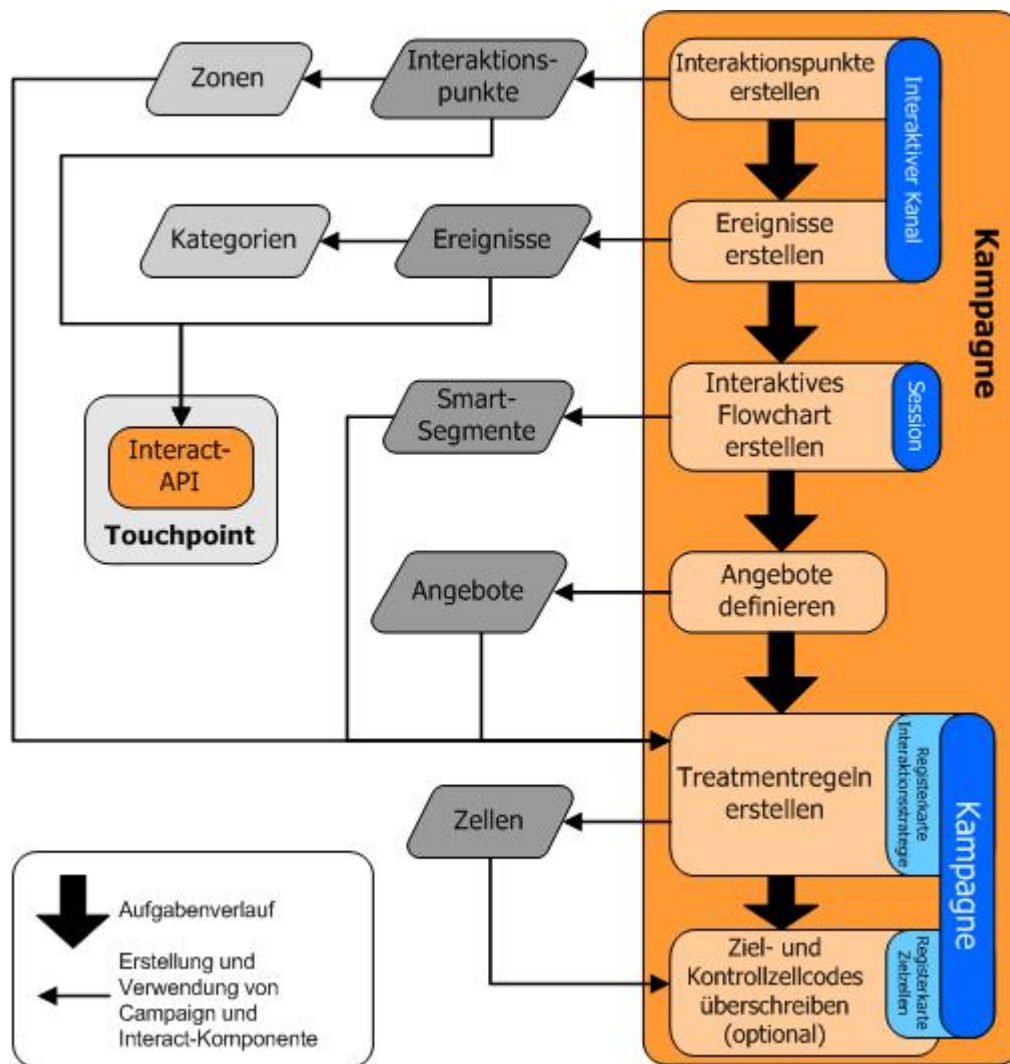 Zonen
Interaktions-
punkte
Interaktionspunkte
erstellen
Interaktiver Kanal
Kampagne
Kategorien
Ereignisse
Ereignisse
erstellen
Smart-
Segmente
Interaktives
Flowchart
erstellen
Session
Interact-
API
Touchpoint
Angebote
Angebote
definieren
Treatmentregeln
erstellen
Registerkarte
Interaktionsstrategie
Kampagne
Zellen
Ziel- und
Kontrollzellcodes
überschreiben
(optional)
Registerkarte
Zielzellen
Aufgabenverlauf
Erstellung und
Verwendung von
Campaign und
Interact-Komponente